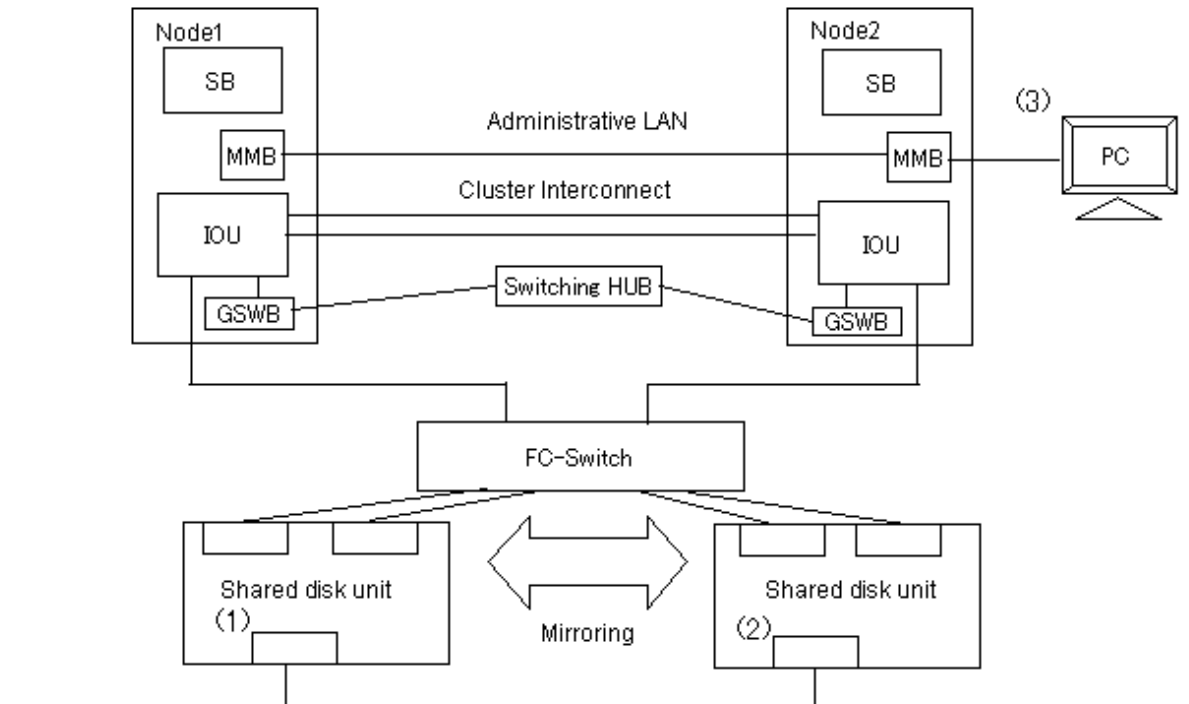 Node1
Node2
SB
SB
(3)
Administrative LAN
MMB
MMB
PC
Cluster Interconnect
IOU
IOU
Switching HUB
GSWB
GSWB
FC-Switch
Shared disk unit
Shared disk unit
(1)
(2)
Mirroring